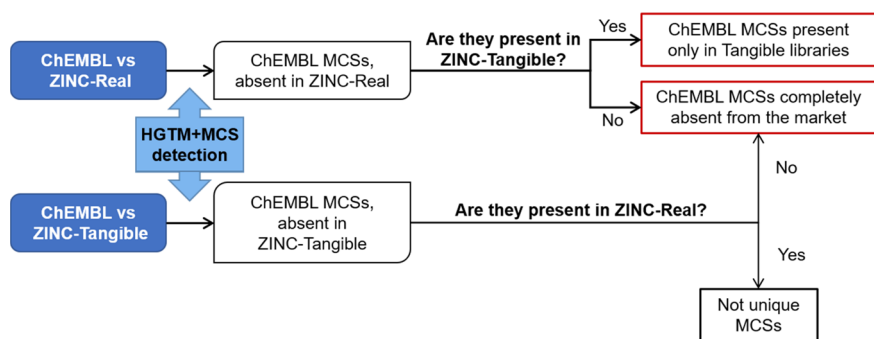 ChEMBL vs
ZINC-Real
ChEMBL MCSs,
absent in ZINC-Real
Are they present in
ZINC-Tangible?
Yes
ChEMBL MCSs present
only in Tangible libraries
No
ChEMBL MCSs completely
absent from the market
HGTM+MCS
detection
ChEMBL vs
ZINC-Tangible
ChEMBL MCSs,
absent in
ZINC-Tangible
Are they present in ZINC-Real?
No
Yes
Not unique
MCSs